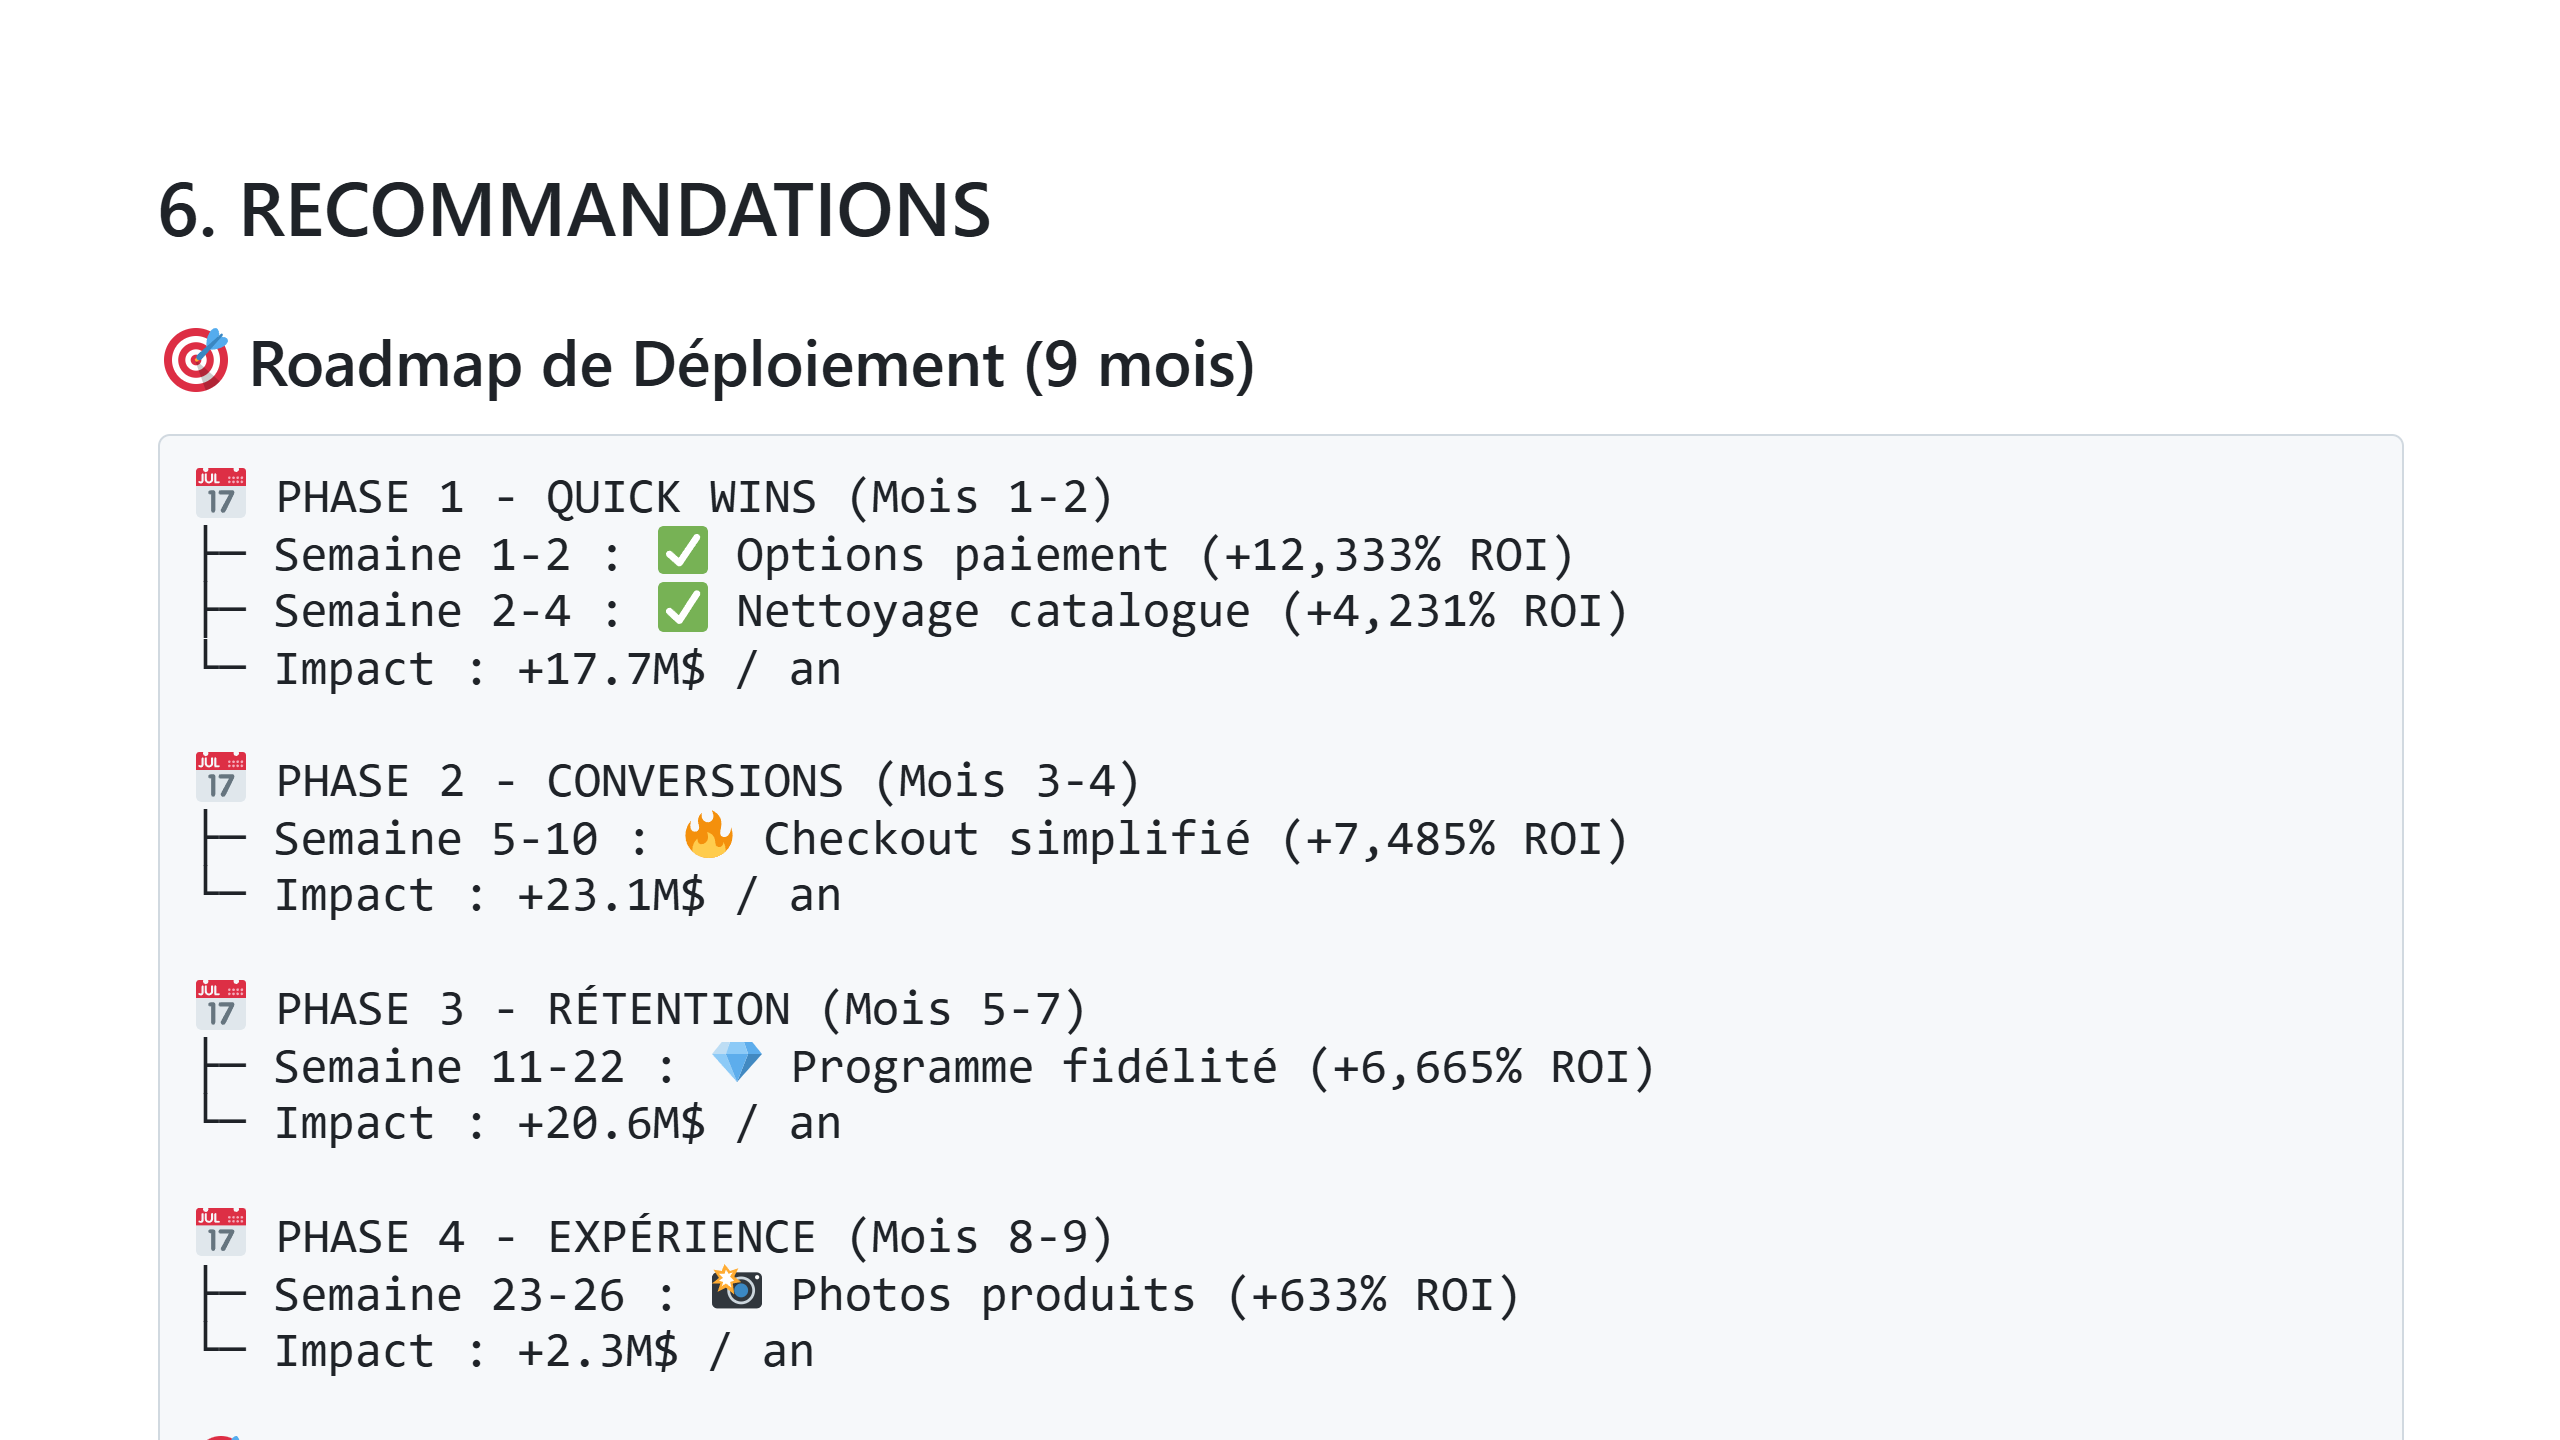 6. RECOMMANDATIONS
🎯 Roadmap de Déploiement (9 mois)
📅 PHASE 1 - QUICK WINS (Mois 1-2)
├─ Semaine 1-2 : ✅ Options paiement (+12,333% ROI)
├─ Semaine 2-4 : ✅ Nettoyage catalogue (+4,231% ROI)
└─ Impact : +17.7M$ / an
📅 PHASE 2 - CONVERSIONS (Mois 3-4)
├─ Semaine 5-10 : 🔥 Checkout simplifié (+7,485% ROI)
└─ Impact : +23.1M$ / an
📅 PHASE 3 - RÉTENTION (Mois 5-7)
├─ Semaine 11-22 : 💎 Programme fidélité (+6,665% ROI)
└─ Impact : +20.6M$ / an
📅 PHASE 4 - EXPÉRIENCE (Mois 8-9)
├─ Semaine 23-26 : 📸 Photos produits (+633% ROI)
└─ Impact : +2.3M$ / an